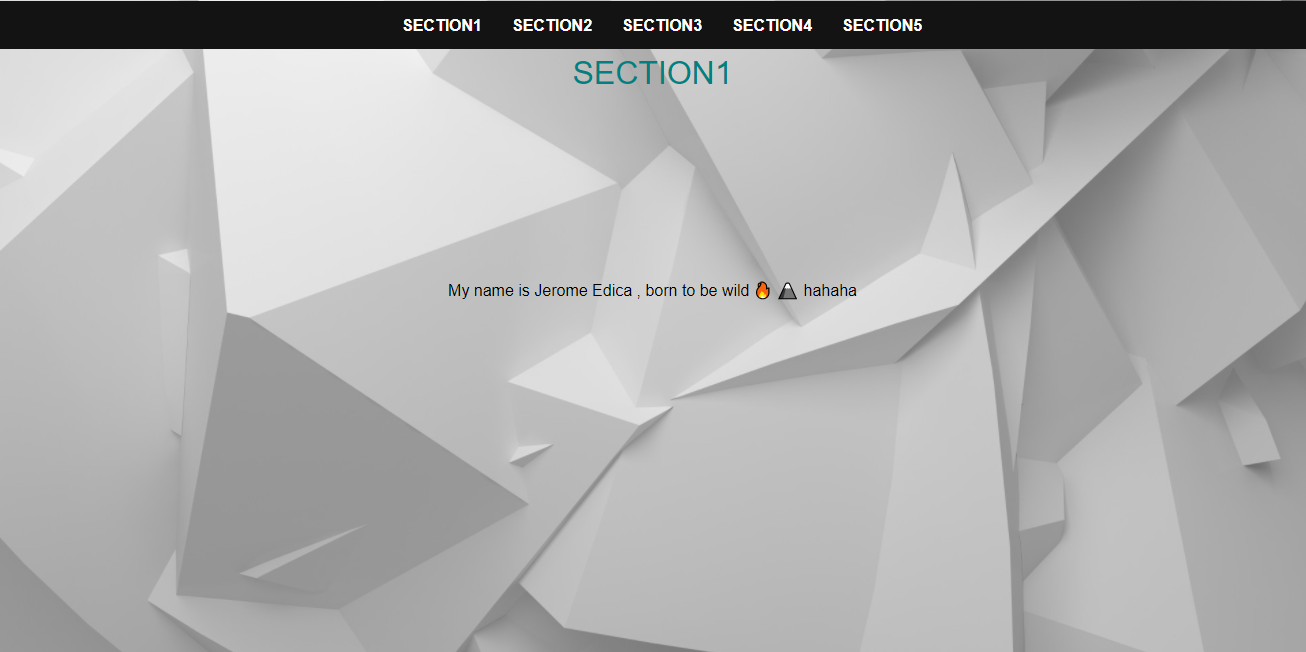 SECTION1 SECTION2 SECTION3 SECTION4 SECTION5
SECTION1
My name is Jerome Edica , born to be wild 🔥 🏔 hahaha